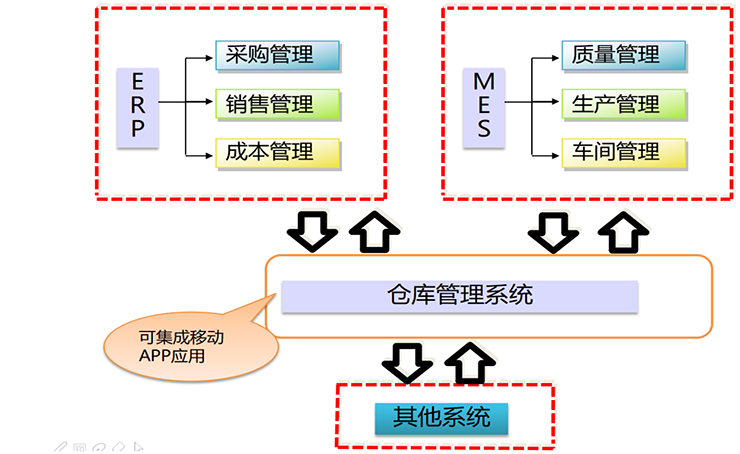 ERP
采购管理
销售管理
成本管理
MES
质量管理
生产管理
车间管理
仓库管理系统
可集成移动
APP应用
其他系统